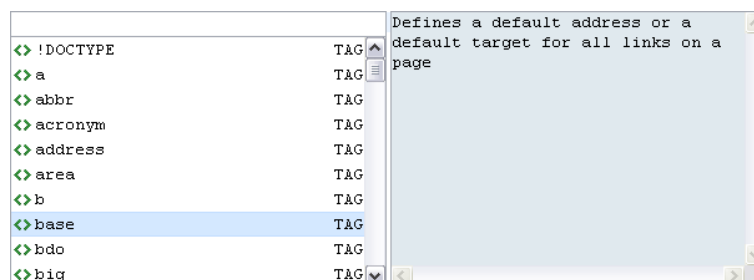 Defines a default address or a
default target for all links on a
page
<> !DOCTYPE TAG
<> a TAG
<> abbr TAG
<> acronym TAG
<> address TAG
<> area TAG
<> b TAG
<> base TAG
<> bdo TAG
<> big TAG